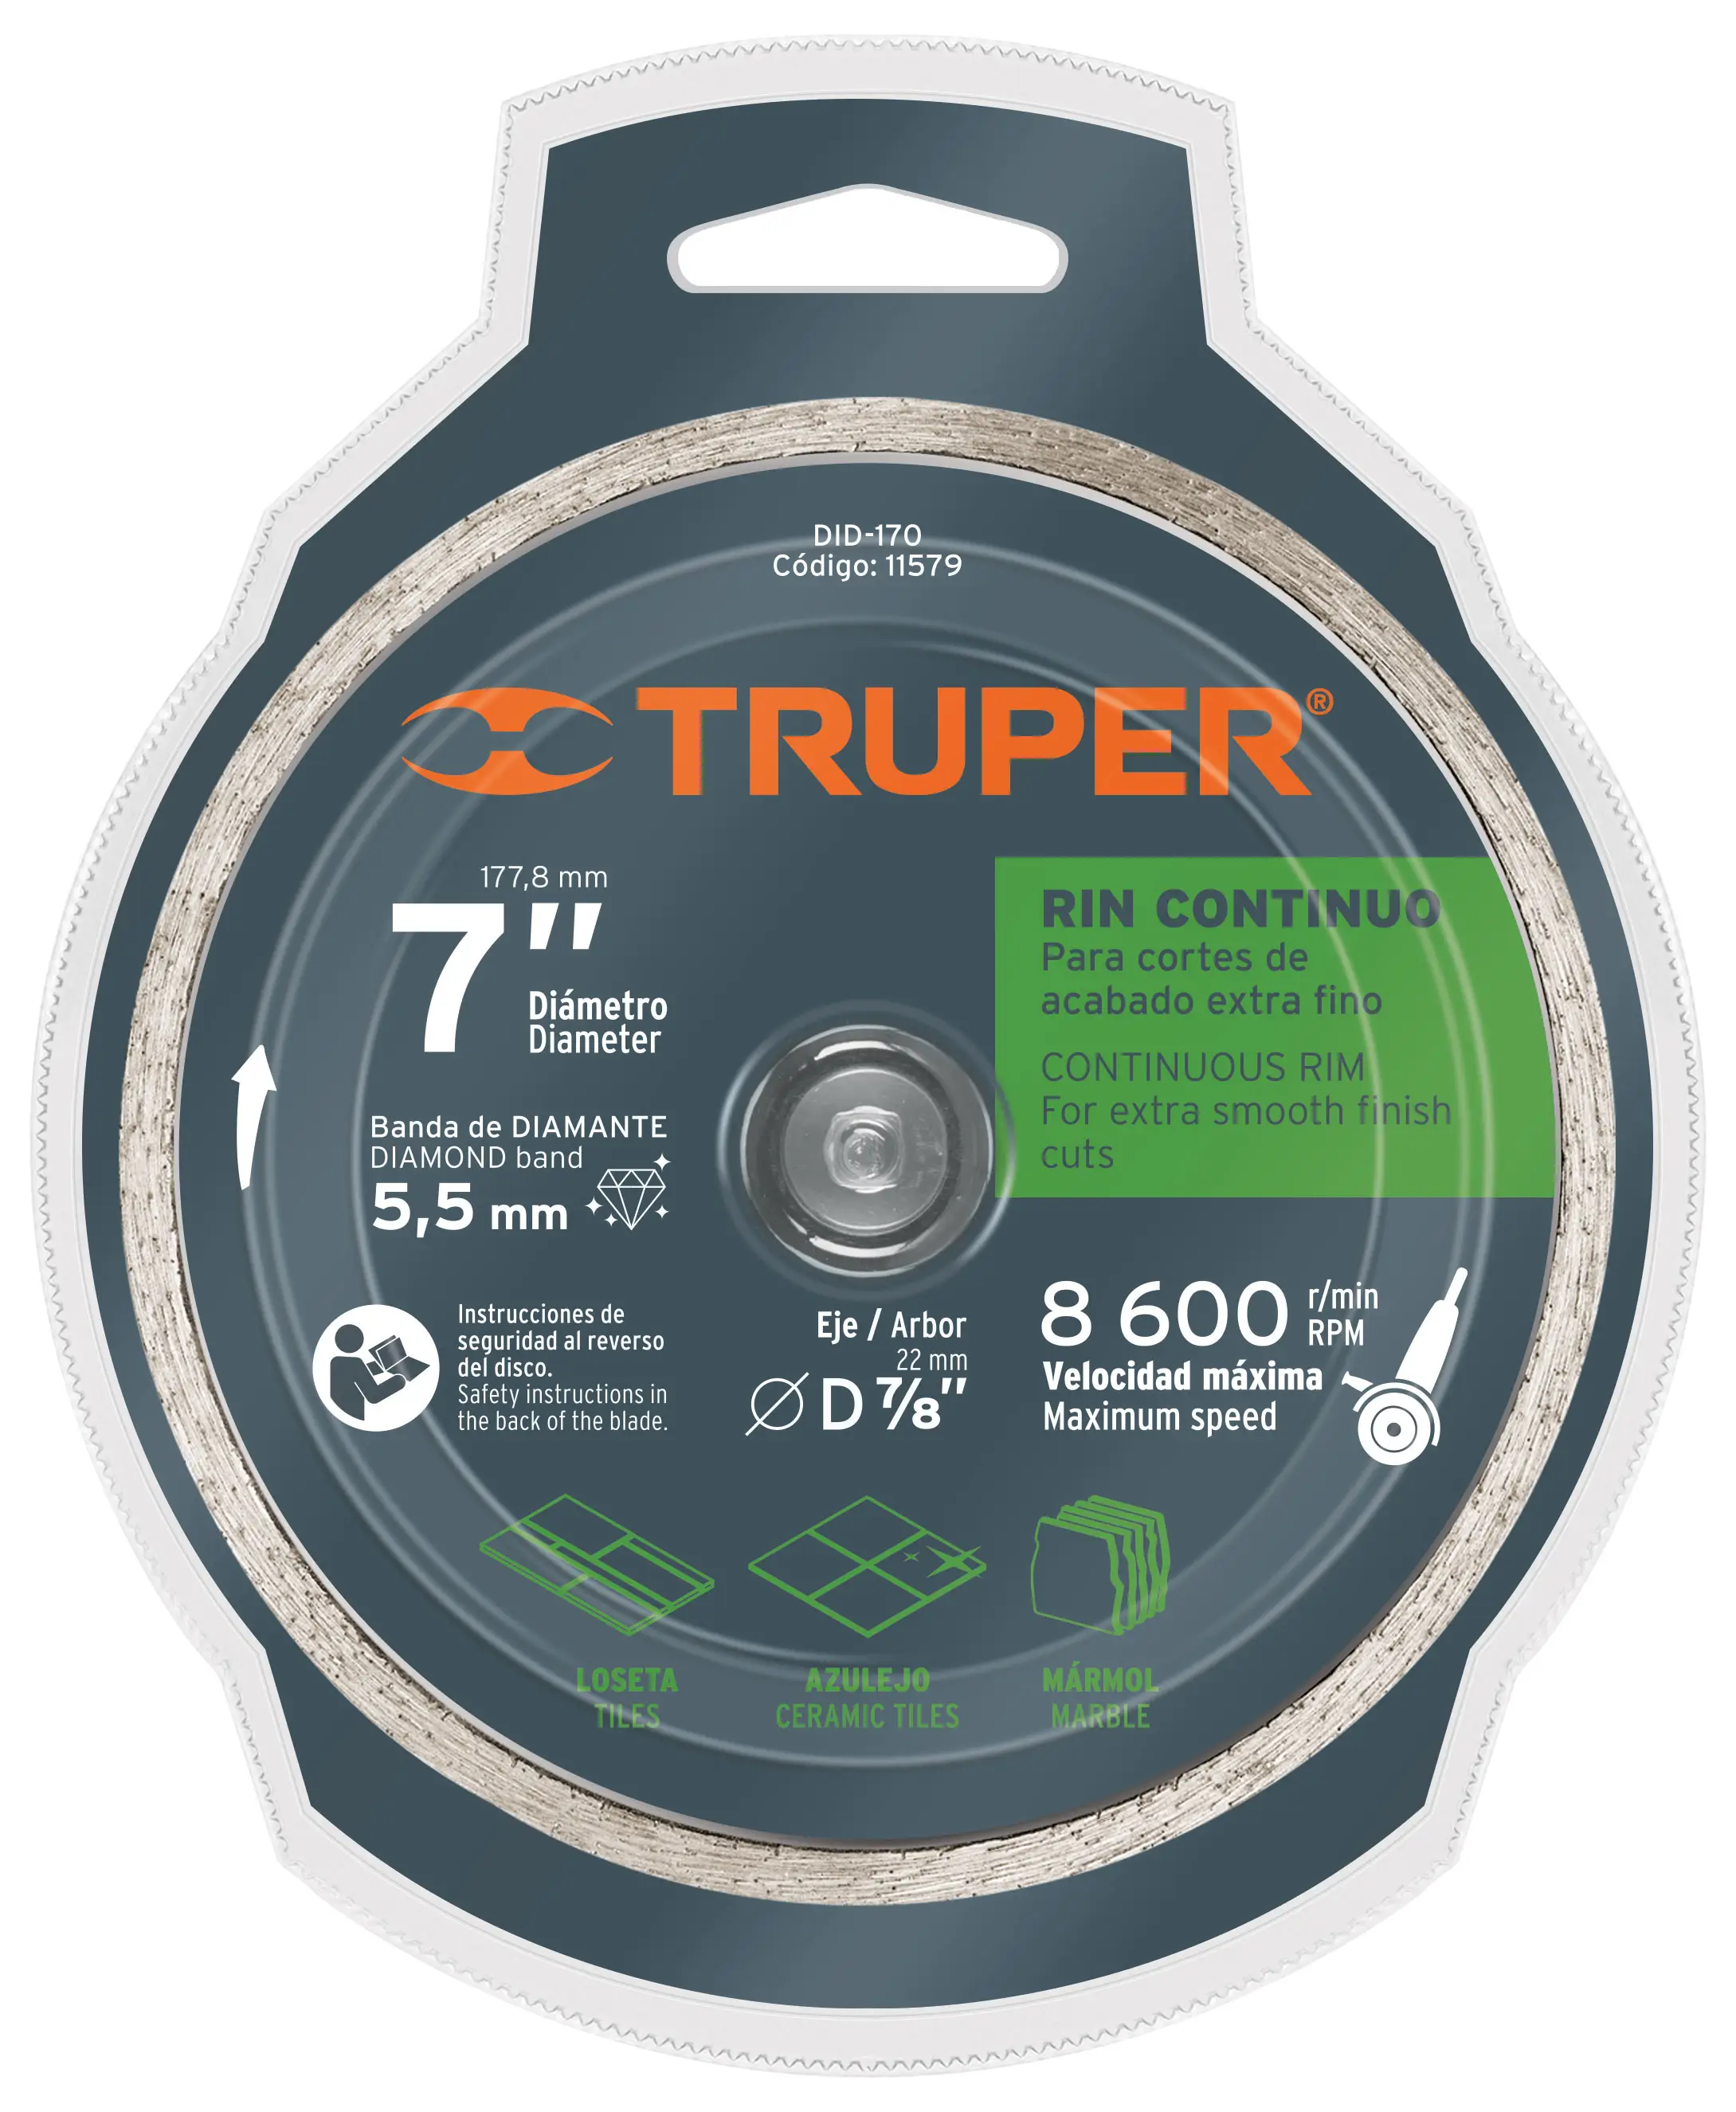 DID-170
Código: 11579
TRUPER®
177,8 mm
7"
Diámetro
Diameter
RIN CONTINUO
Para cortes de
acabado extra fino
CONTINUOUS RIM
For extra smooth finish
cuts
Banda de DIAMANTE
DIAMOND band
5,5 mm
Instrucciones de
seguridad al reverso
del disco.
Safety instructions in
the back of the blade.
Eje / Arbor
22 mm
Ø D 7/8"
8 600 r/min
RPM
Velocidad máxima
Maximum speed
LOSETA
TILES
AZULEJO
CERAMIC TILES
MÁRMOL
MARBLE